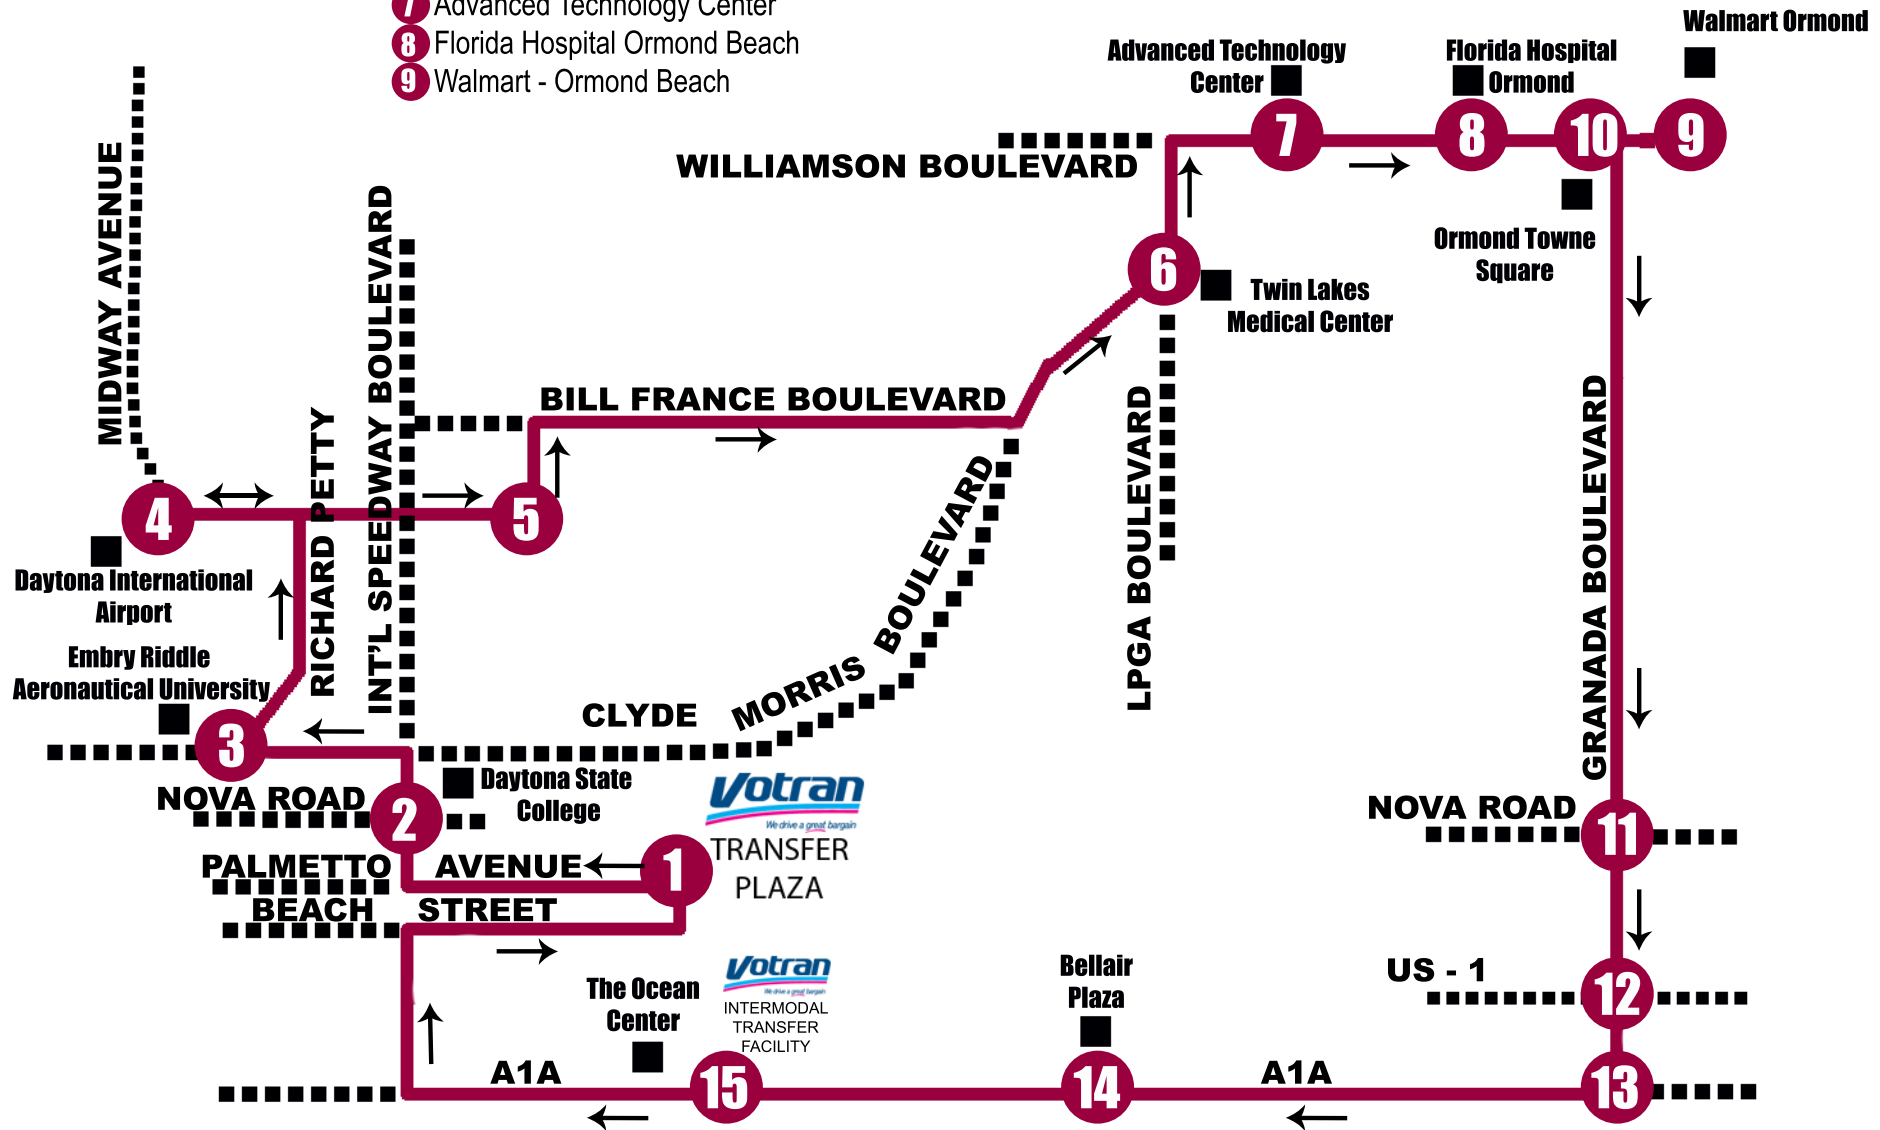 7 Advanced Technology Center
8 Florida Hospital Ormond Beach
9 Walmart - Ormond Beach
Walmart Ormond
Advanced Technology
Center
Florida Hospital
Ormond
7
8
10
9
WILLIAMSON BOULEVARD
MIDWAY AVENUE
INT'L SPEEDWAY BOULEVARD
Ormond Towne
Square
6
Twin Lakes
Medical Center
BILL FRANCE BOULEVARD
RICHARD PETTY
LPGA BOULEVARD
GRANADA BOULEVARD
4
5
Daytona International
Airport
Embry Riddle
Aeronautical University
3
CLYDE MORRIS BOULEVARD
Daytona State
College
NOVA ROAD
2
Votran
We drive a great bargain
TRANSFER
PLAZA
NOVA ROAD
11
PALMETTO AVENUE
1
BEACH STREET
The Ocean
Center
Votran
We drive a great bargain
INTERMODAL
TRANSFER
FACILITY
Bellair
Plaza
US - 1
12
A1A
15
14
A1A
13